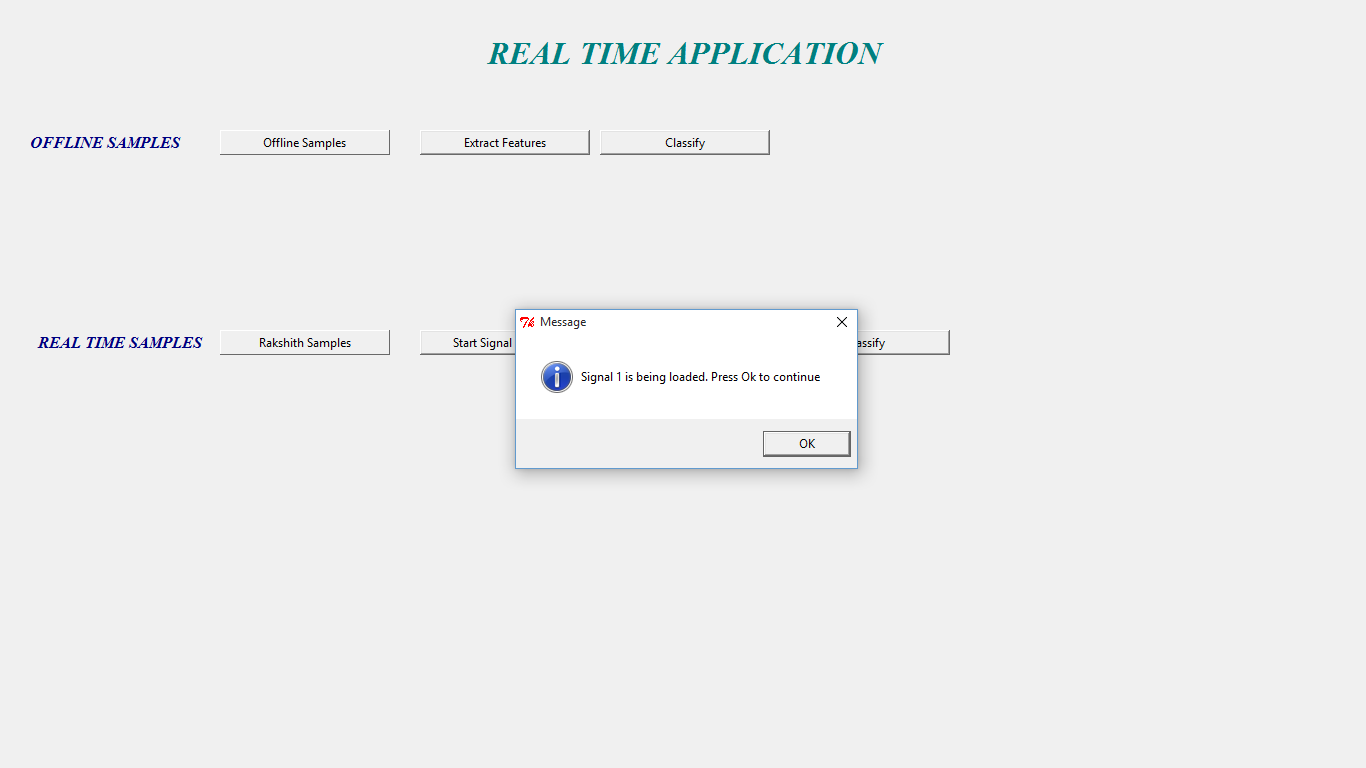 REAL TIME APPLICATION
OFFLINE SAMPLES Offline Samples Extract Features Classify
REAL TIME SAMPLES Rakshith Samples Start Signal assify
Message
Signal 1 is being loaded. Press Ok to continue
OK